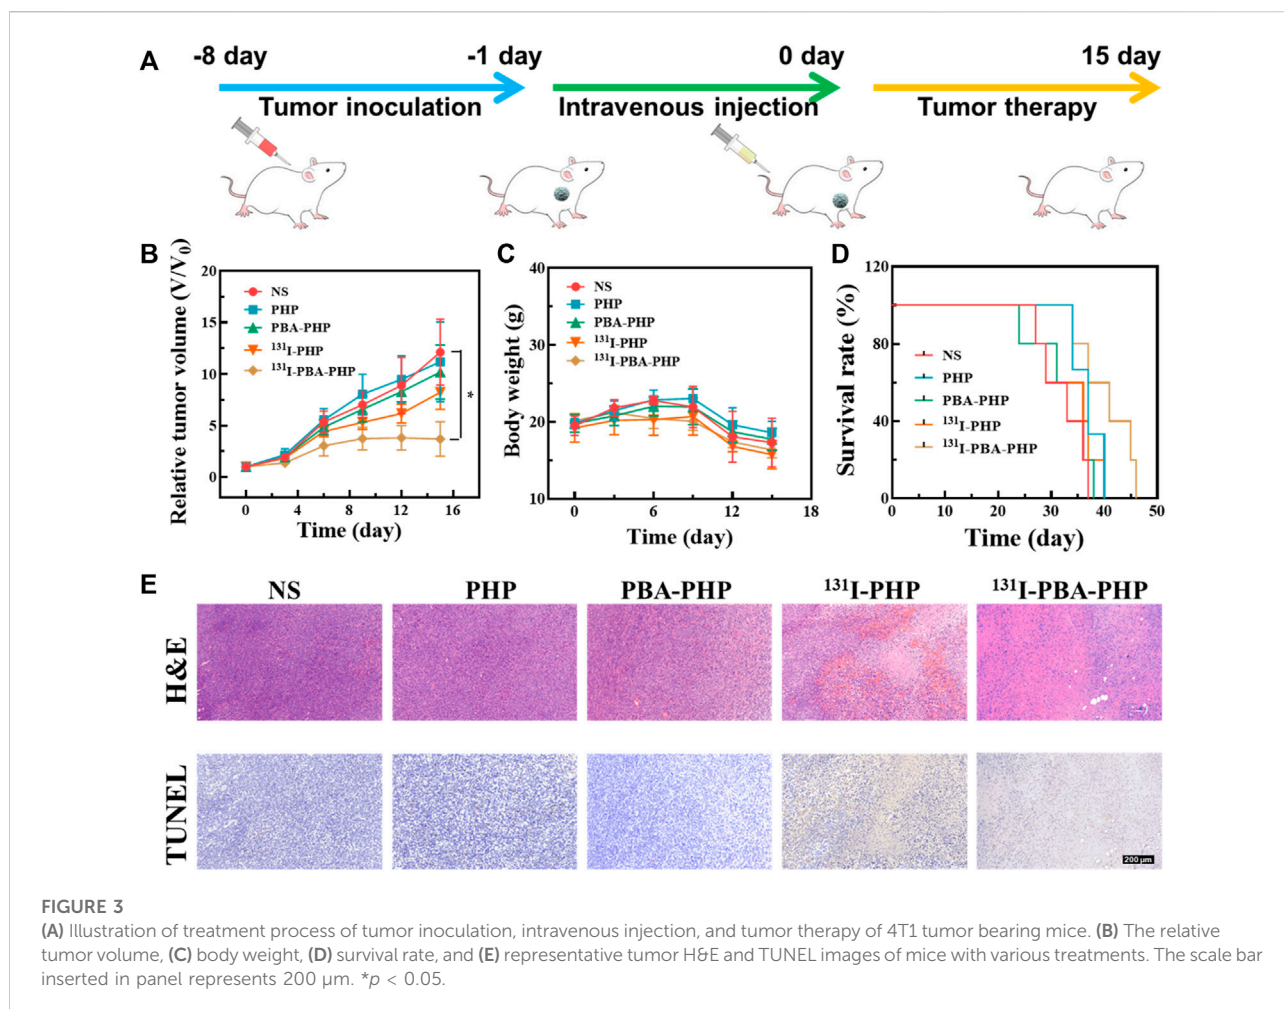 A
-8 day
-1 day
0 day
15 day
Tumor inoculation
Intravenous injection
Tumor therapy
B
Relative tumor volume (V/V₀)
20
15
10
5
0
NS
PHP
PBA-PHP
¹³¹I-PHP
¹³¹I-PBA-PHP
*
0 4 8 12 16
Time (day)
C
Body weight (g)
40
30
20
10
NS
PHP
PBA-PHP
¹³¹I-PHP
¹³¹I-PBA-PHP
0 6 12 18
Time (day)
D
Survival rate (%)
120
80
40
0
NS
PHP
PBA-PHP
¹³¹I-PHP
¹³¹I-PBA-PHP
0 10 20 30 40 50
Time (day)
E
NS PHP PBA-PHP ¹³¹I-PHP ¹³¹I-PBA-PHP
H&E
TUNEL
200 µm
FIGURE 3
(A) Illustration of treatment process of tumor inoculation, intravenous injection, and tumor therapy of 4T1 tumor bearing mice. (B) The relative
tumor volume, (C) body weight, (D) survival rate, and (E) representative tumor H&E and TUNEL images of mice with various treatments. The scale bar
inserted in panel represents 200 µm. *p < 0.05.